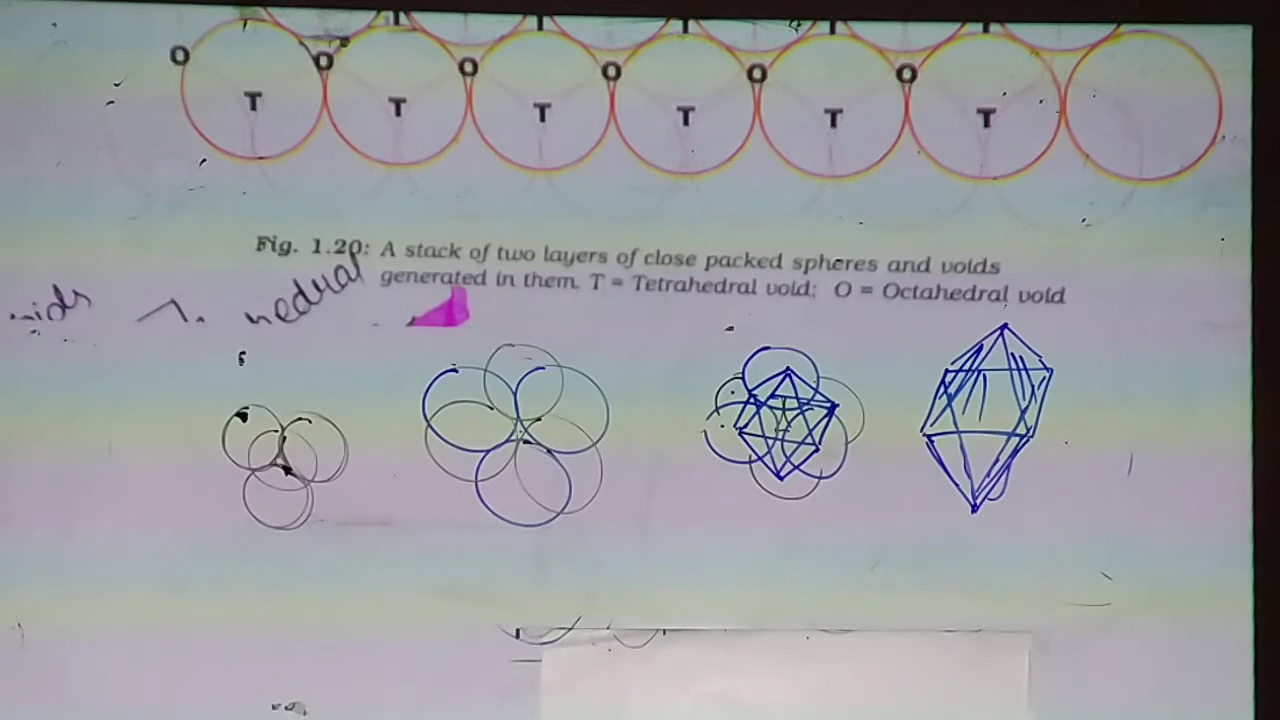 T T T T T
O O O O O O
T T T T T T
Fig. 1.20: A stack of two layers of close packed spheres and voids
generated in them. T = Tetrahedral void; O = Octahedral void